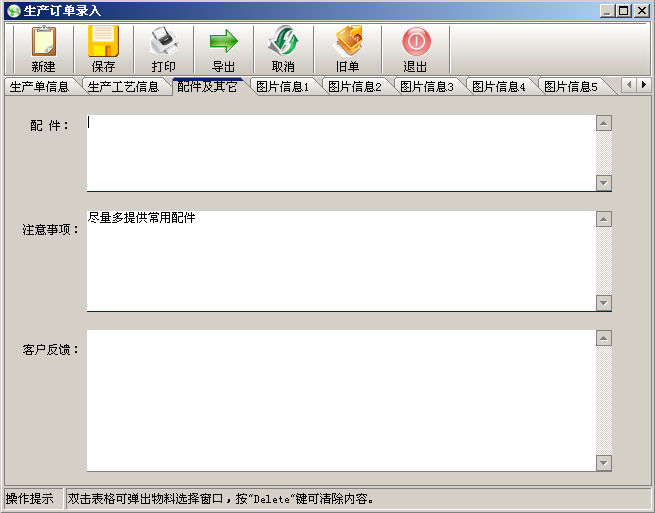 生产订单录入
新建 保存 打印 导出 取消 旧单 退出
生产单信息 生产工艺信息 配件及其它 图片信息1 图片信息2 图片信息3 图片信息4 图片信息5
配 件：
注意事项：
尽量多提供常用配件
客户反馈：
操作提示 双击表格可弹出物料选择窗口，按"Delete"键可清除内容。